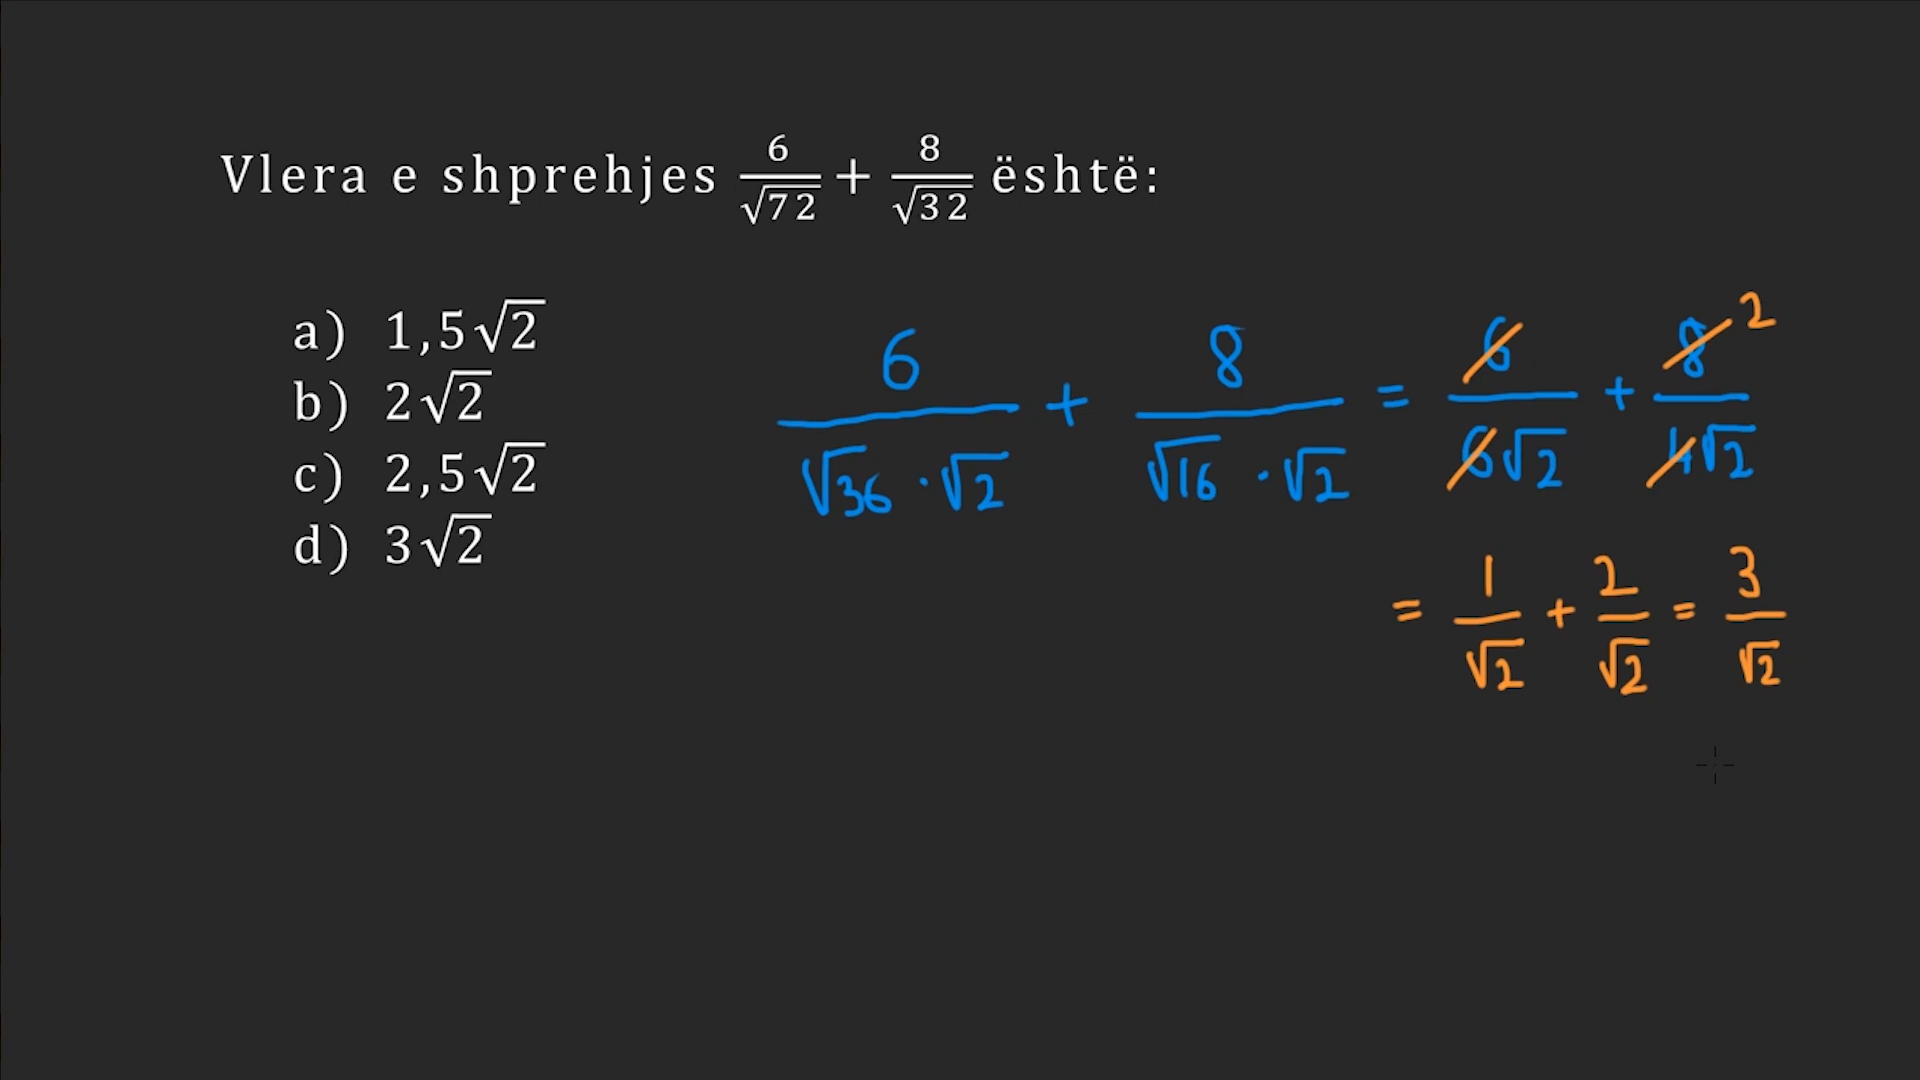 Vlera e shprehjes 6/√72 + 8/√32 është:
a) 1,5√2
b) 2√2
c) 2,5√2
d) 3√2
6/(√36 · √2) + 8/(√16 · √2) = 6/(6√2) + 8/(4√2) 2
= 1/√2 + 2/√2 = 3/√2